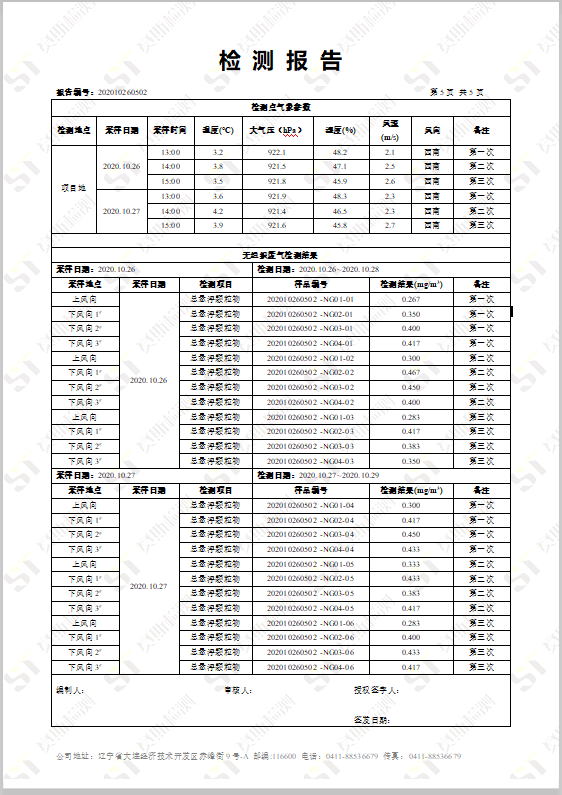 检测报告
报告编号：202010260502 第 5 页 共 5 页
检测点气象参数
检测地点 采样日期 采样时间 温度(℃) 大气压（hPa） 湿度(%) 风速(m/s) 风向 备注
项目地 2020.10.26 13:00 3.2 922.1 48.2 2.1 西南 第一次
14:00 3.8 921.5 47.1 2.5 西南 第二次
15:00 3.5 921.8 45.9 2.6 西南 第三次
2020.10.27 13:00 3.6 921.9 48.3 2.3 西南 第一次
14:00 4.2 921.4 46.5 2.3 西南 第二次
15:00 3.9 921.6 45.8 2.7 西南 第三次
无组织废气检测结果
采样日期：2020.10.26 检测日期：2020.10.26~2020.10.28
采样地点 采样日期 检测项目 样品编号 检测结果(mg/m³) 备注
上风向 2020.10.26 总悬浮颗粒物 202010260502-NG01-01 0.267 第一次
下风向 1# 总悬浮颗粒物 202010260502-NG02-01 0.350 第一次
下风向 2# 总悬浮颗粒物 202010260502-NG03-01 0.400 第一次
下风向 3# 总悬浮颗粒物 202010260502-NG04-01 0.417 第一次
上风向 总悬浮颗粒物 202010260502-NG01-02 0.300 第二次
下风向 1# 总悬浮颗粒物 202010260502-NG02-02 0.467 第二次
下风向 2# 总悬浮颗粒物 202010260502-NG03-02 0.450 第二次
下风向 3# 总悬浮颗粒物 202010260502-NG04-02 0.400 第二次
上风向 总悬浮颗粒物 202010260502-NG01-03 0.283 第三次
下风向 1# 总悬浮颗粒物 202010260502-NG02-03 0.417 第三次
下风向 2# 总悬浮颗粒物 202010260502-NG03-03 0.383 第三次
下风向 3# 总悬浮颗粒物 202010260502-NG04-03 0.350 第三次
采样日期：2020.10.27 检测日期：2020.10.27~2020.10.29
采样地点 采样日期 检测项目 样品编号 检测结果(mg/m³) 备注
上风向 2020.10.27 总悬浮颗粒物 202010260502-NG01-04 0.300 第一次
下风向 1# 总悬浮颗粒物 202010260502-NG02-04 0.417 第一次
下风向 2# 总悬浮颗粒物 202010260502-NG03-04 0.450 第一次
下风向 3# 总悬浮颗粒物 202010260502-NG04-04 0.433 第一次
上风向 总悬浮颗粒物 202010260502-NG01-05 0.333 第二次
下风向 1# 总悬浮颗粒物 202010260502-NG02-05 0.433 第二次
下风向 2# 总悬浮颗粒物 202010260502-NG03-05 0.383 第二次
下风向 3# 总悬浮颗粒物 202010260502-NG04-05 0.417 第二次
上风向 总悬浮颗粒物 202010260502-NG01-06 0.283 第三次
下风向 1# 总悬浮颗粒物 202010260502-NG02-06 0.400 第三次
下风向 2# 总悬浮颗粒物 202010260502-NG03-06 0.433 第三次
下风向 3# 总悬浮颗粒物 202010260502-NG04-06 0.417 第三次
编制人： 审核人： 授权签字人：
签发日期：
公司地址：辽宁省大连经济技术开发区赤峰街 9 号-A 邮编:116600 电话：0411-88536679 传真：0411-88536679